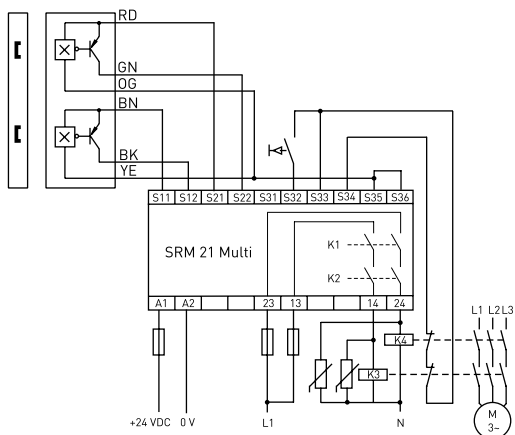 RD
GN
OG
BN
BK
YE
S11 S12 S21 S22 S31 S32 S33 S34 S35 S36
SRM 21 Multi
K1
K2
A1 A2 23 13 14 24
K4
K3
L1 L2 L3
M
3~
+24 VDC 0 V L1 N